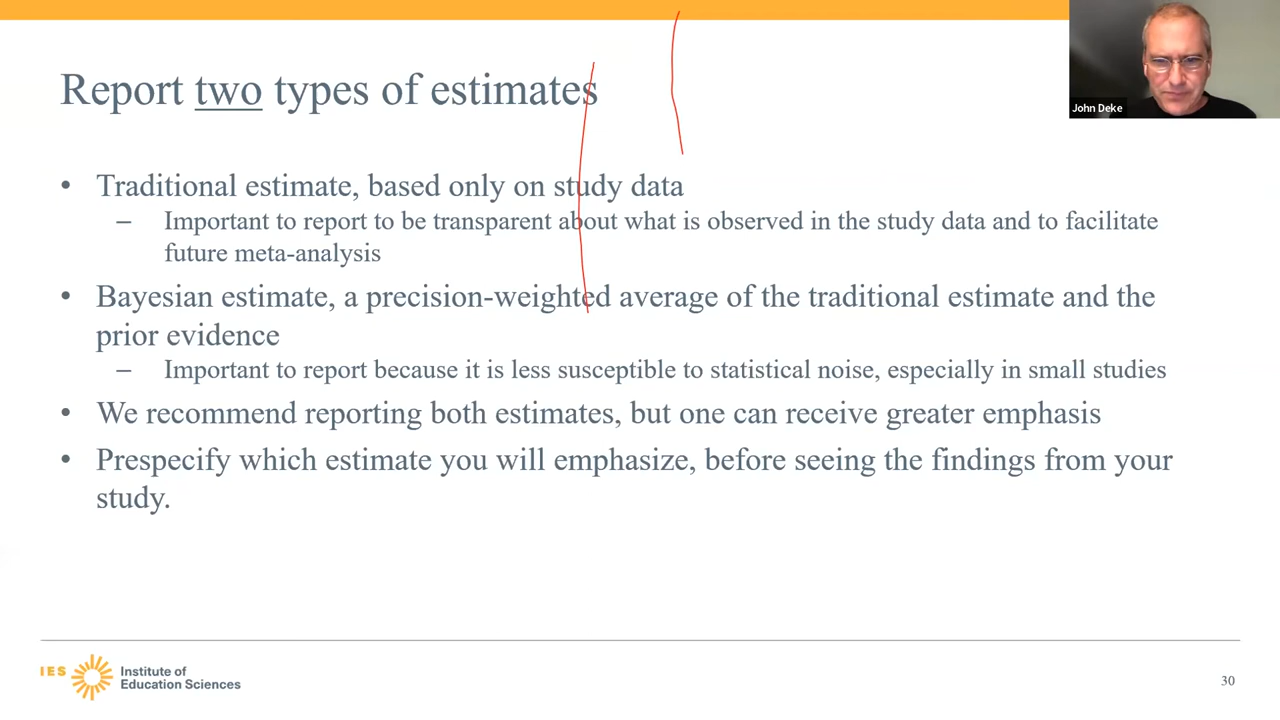 John Deke
Report two types of estimates
• Traditional estimate, based only on study data
– Important to report to be transparent about what is observed in the study data and to facilitate
future meta-analysis
• Bayesian estimate, a precision-weighted average of the traditional estimate and the
prior evidence
– Important to report because it is less susceptible to statistical noise, especially in small studies
• We recommend reporting both estimates, but one can receive greater emphasis
• Prespecify which estimate you will emphasize, before seeing the findings from your
study.
IES
Institute of
Education Sciences
30